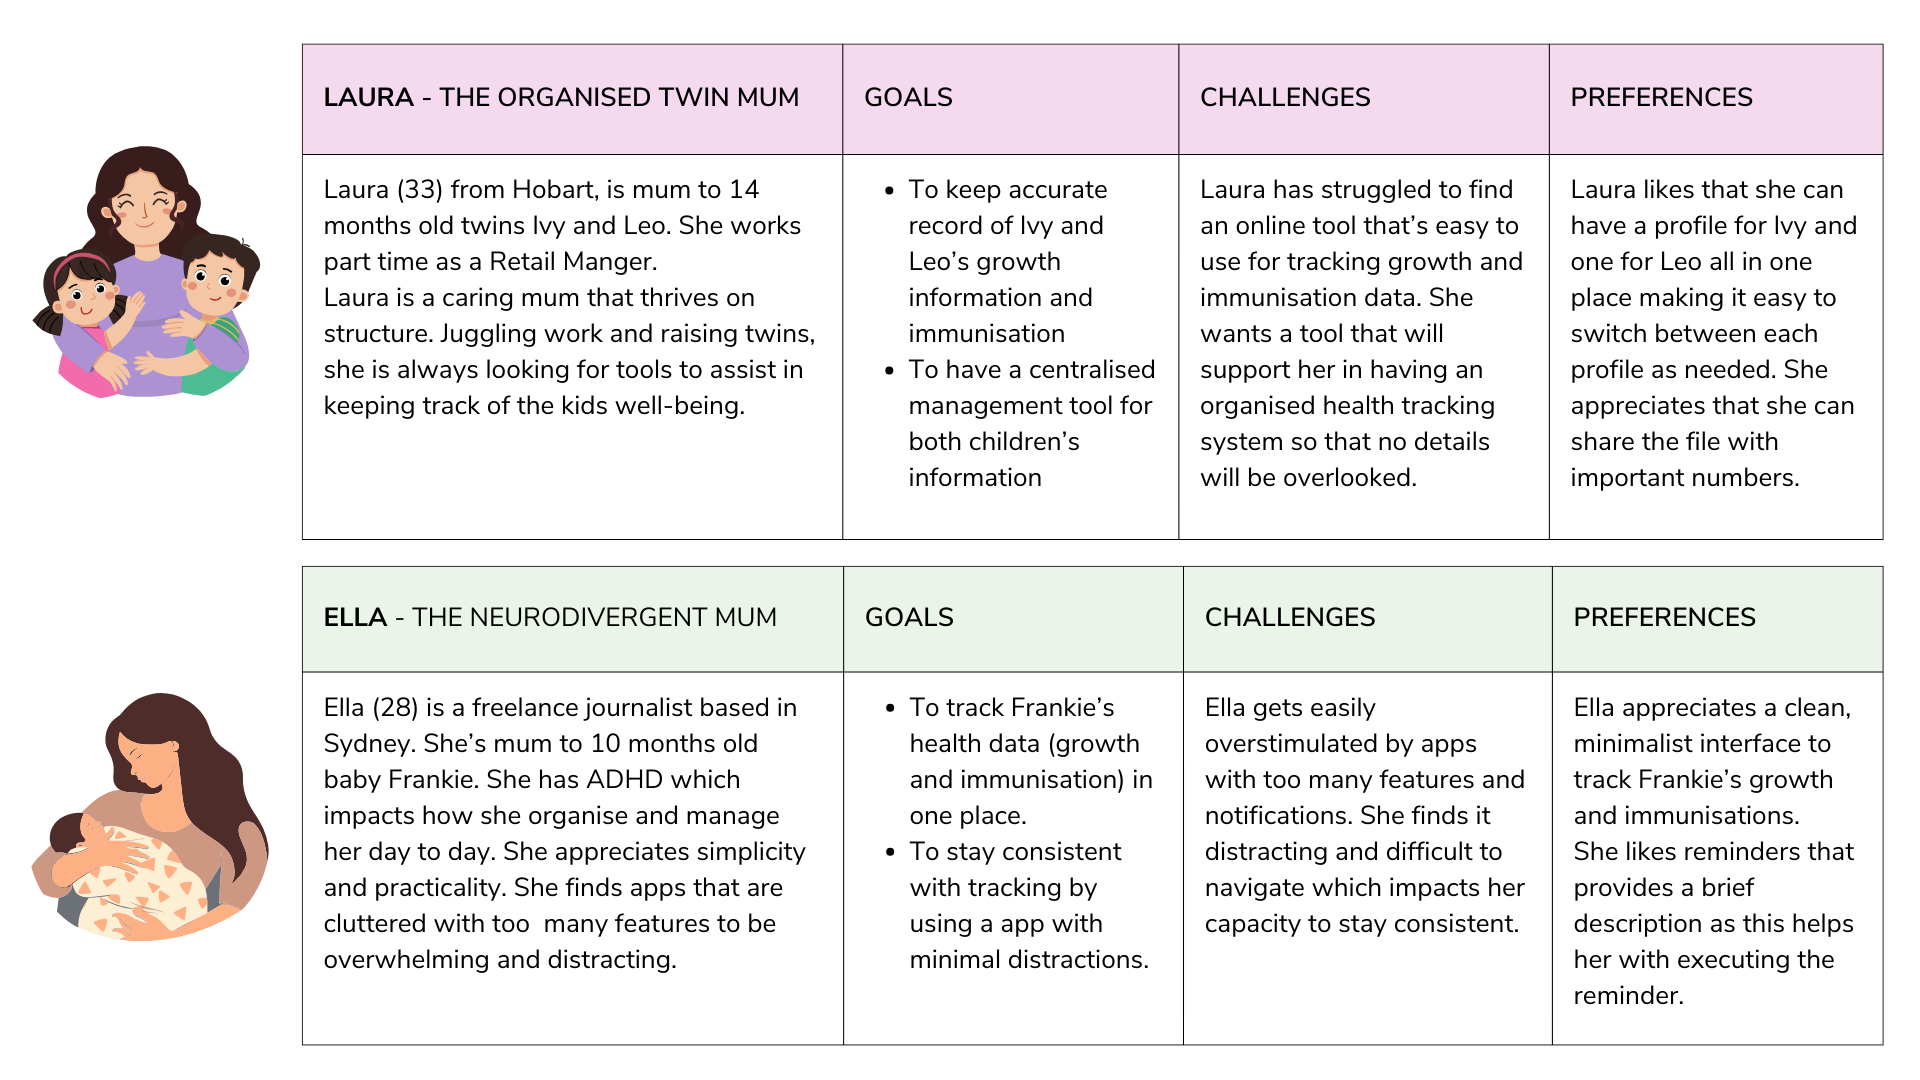 LAURA - THE ORGANISED TWIN MUM
GOALS
CHALLENGES
PREFERENCES
Laura (33) from Hobart, is mum to 14
months old twins Ivy and Leo. She works
part time as a Retail Manger.
Laura is a caring mum that thrives on
structure. Juggling work and raising twins,
she is always looking for tools to assist in
keeping track of the kids well-being.
• To keep accurate
record of Ivy and
Leo’s growth
information and
immunisation
• To have a centralised
management tool for
both children’s
information
Laura has struggled to find
an online tool that’s easy to
use for tracking growth and
immunisation data. She
wants a tool that will
support her in having an
organised health tracking
system so that no details
will be overlooked.
Laura likes that she can
have a profile for Ivy and
one for Leo all in one
place making it easy to
switch between each
profile as needed. She
appreciates that she can
share the file with
important numbers.
ELLA - THE NEURODIVERGENT MUM
GOALS
CHALLENGES
PREFERENCES
Ella (28) is a freelance journalist based in
Sydney. She’s mum to 10 months old
baby Frankie. She has ADHD which
impacts how she organise and manage
her day to day. She appreciates simplicity
and practicality. She finds apps that are
cluttered with too  many features to be
overwhelming and distracting.
• To track Frankie’s
health data (growth
and immunisation) in
one place.
• To stay consistent
with tracking by
using a app with
minimal distractions.
Ella gets easily
overstimulated by apps
with too many features and
notifications. She finds it
distracting and difficult to
navigate which impacts her
capacity to stay consistent.
Ella appreciates a clean,
minimalist interface to
track Frankie’s growth
and immunisations.
She likes reminders that
provides a brief
description as this helps
her with executing the
reminder.